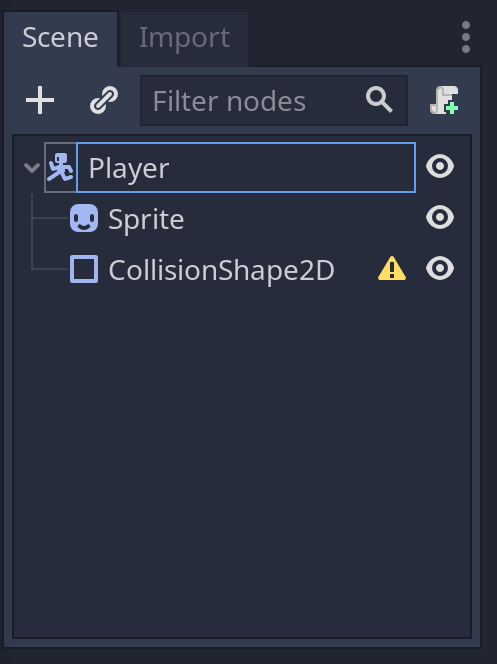 Scene Import
Filter nodes
Player
Sprite
CollisionShape2D